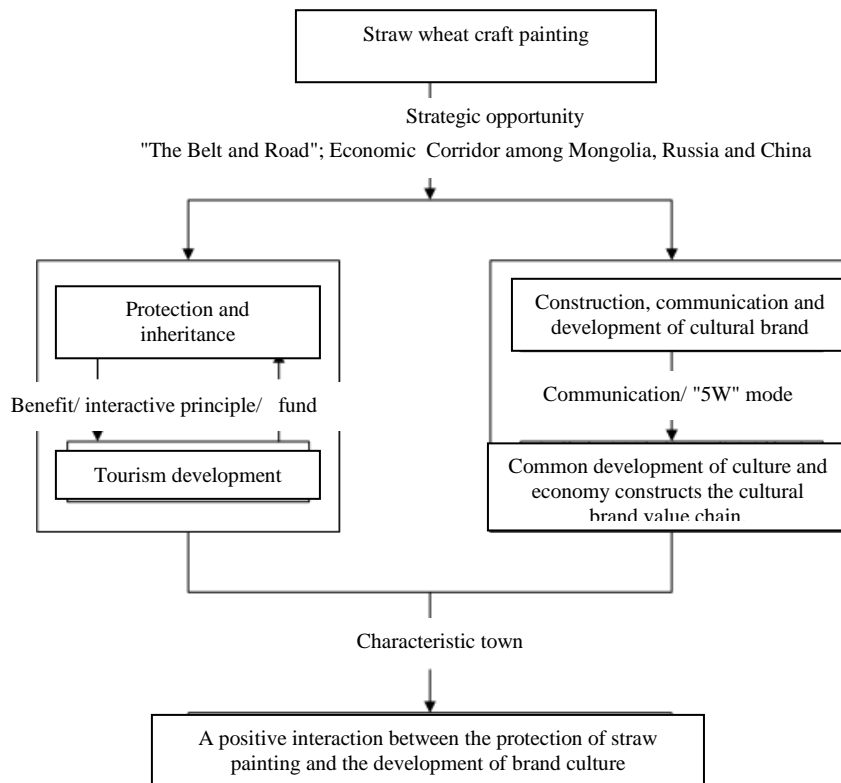 Straw wheat craft painting
Strategic opportunity
"The Belt and Road"; Economic Corridor among Mongolia, Russia and China
Protection and
inheritance
Benefit/ interactive principle/ fund
Tourism development
Construction, communication and
development of cultural brand
Communication/ "5W" mode
Common development of culture and
economy constructs the cultural
brand value chain
Characteristic town
A positive interaction between the protection of straw
painting and the development of brand culture